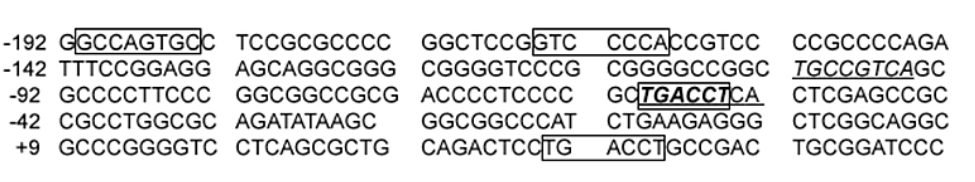 -192 GGCCAGTGCC TCCGCGCCCC GGCTCCGGTC CCCACCGTCC CCGCCCCAGA
-142 TTTCCGGAGG AGCAGGCGGG CGGGGTCCCG CGGGGCCGGC TGCCGTCAGC
-92 GCCCCTTCCC GGCGGCCGCG ACCCCTCCCC GCTGACCTCA CTCGAGCCGC
-42 CGCCTGGCGC AGATATAAGC GGCGGCCCAT CTGAAGAGGG CTCGGCAGGC
+9 GCCCGGGGTC CTCAGCGCTG CAGACTCCTG ACCTGCCGAC TGCGGATCCC